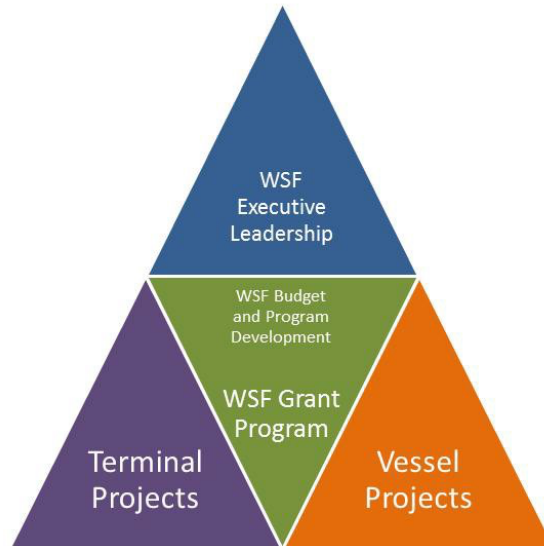 WSF
Executive
Leadership
WSF Budget
and Program
Development
WSF Grant
Program
Terminal
Projects
Vessel
Projects